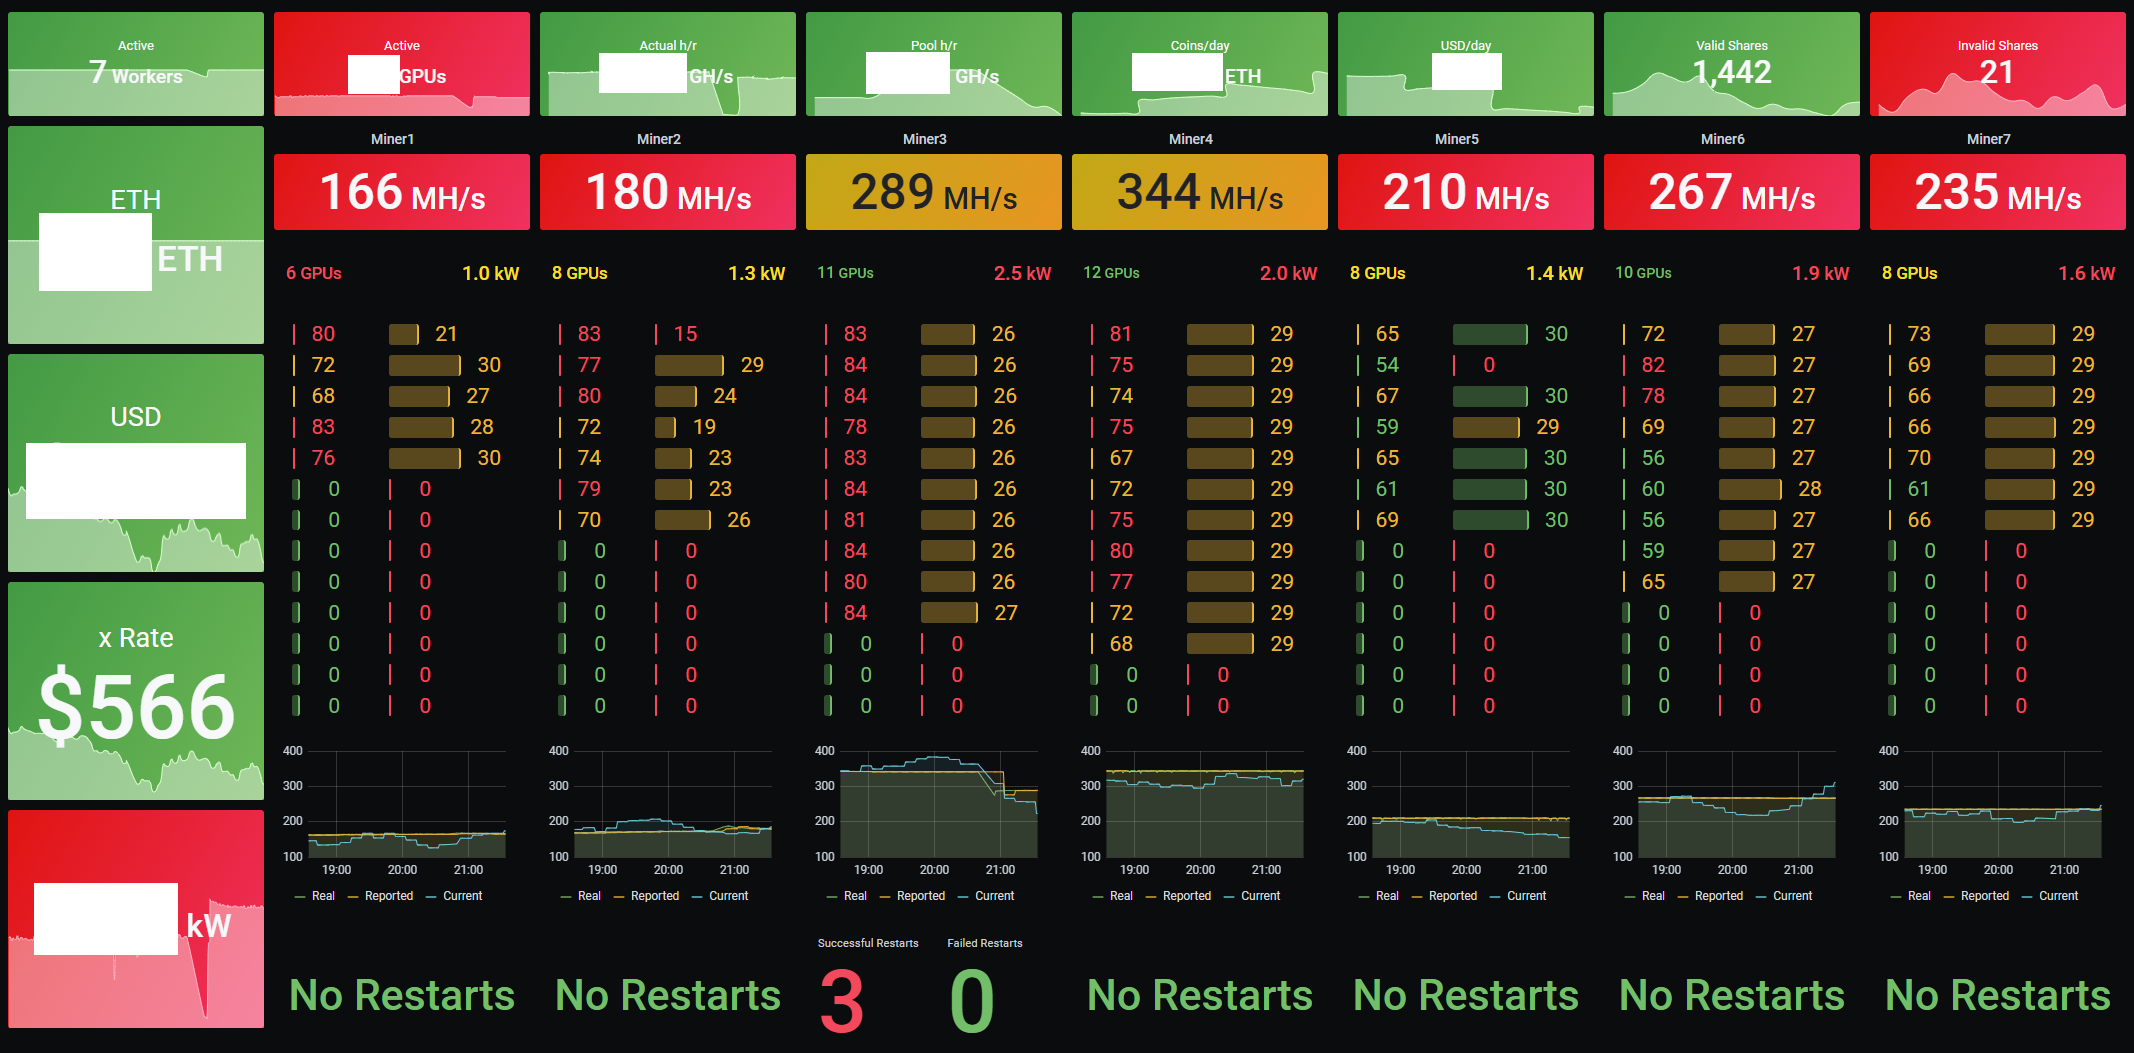 Active
7 Workers
Active
GPUs
Actual h/r
GH/s
Pool h/r
GH/s
Coins/day
ETH
USD/day
Valid Shares
1,442
Invalid Shares
21
ETH
ETH
USD
x Rate
$566
kW
Miner1 Miner2 Miner3 Miner4 Miner5 Miner6 Miner7
166 MH/s 180 MH/s 289 MH/s 344 MH/s 210 MH/s 267 MH/s 235 MH/s
6 GPUs 1.0 kW 8 GPUs 1.3 kW 11 GPUs 2.5 kW 12 GPUs 2.0 kW 8 GPUs 1.4 kW 10 GPUs 1.9 kW 8 GPUs 1.6 kW
80 21 83 15 83 26 81 29 65 30 72 27 73 29
72 30 77 29 84 26 75 29 54 0 82 27 69 29
68 27 80 24 84 26 74 29 67 30 78 27 66 29
83 28 72 19 78 26 75 29 59 29 69 27 66 29
76 30 74 23 83 26 67 29 65 30 56 27 70 29
0 0 79 23 84 26 72 29 61 30 60 28 61 29
0 0 70 26 81 26 75 29 69 30 56 27 66 29
0 0 0 0 84 26 80 29 0 0 59 27 0 0
0 0 0 0 80 26 77 29 0 0 65 27 0 0
0 0 0 0 84 27 72 29 0 0 0 0 0 0
0 0 0 0 0 0 68 29 0 0 0 0 0 0
0 0 0 0 0 0 0 0 0 0 0 0 0 0
0 0 0 0 0 0 0 0 0 0 0 0 0 0
400 400 400 400 400 400 400
300 300 300 300 300 300 300
200 200 200 200 200 200 200
100 100 100 100 100 100 100
19:00 20:00 21:00 19:00 20:00 21:00 19:00 20:00 21:00 19:00 20:00 21:00 19:00 20:00 21:00 19:00 20:00 21:00 19:00 20:00 21:00
Real Reported Current Real Reported Current Real Reported Current Real Reported Current Real Reported Current Real Reported Current Real Reported Current
Successful Restarts Failed Restarts
No Restarts No Restarts 3 0 No Restarts No Restarts No Restarts No Restarts